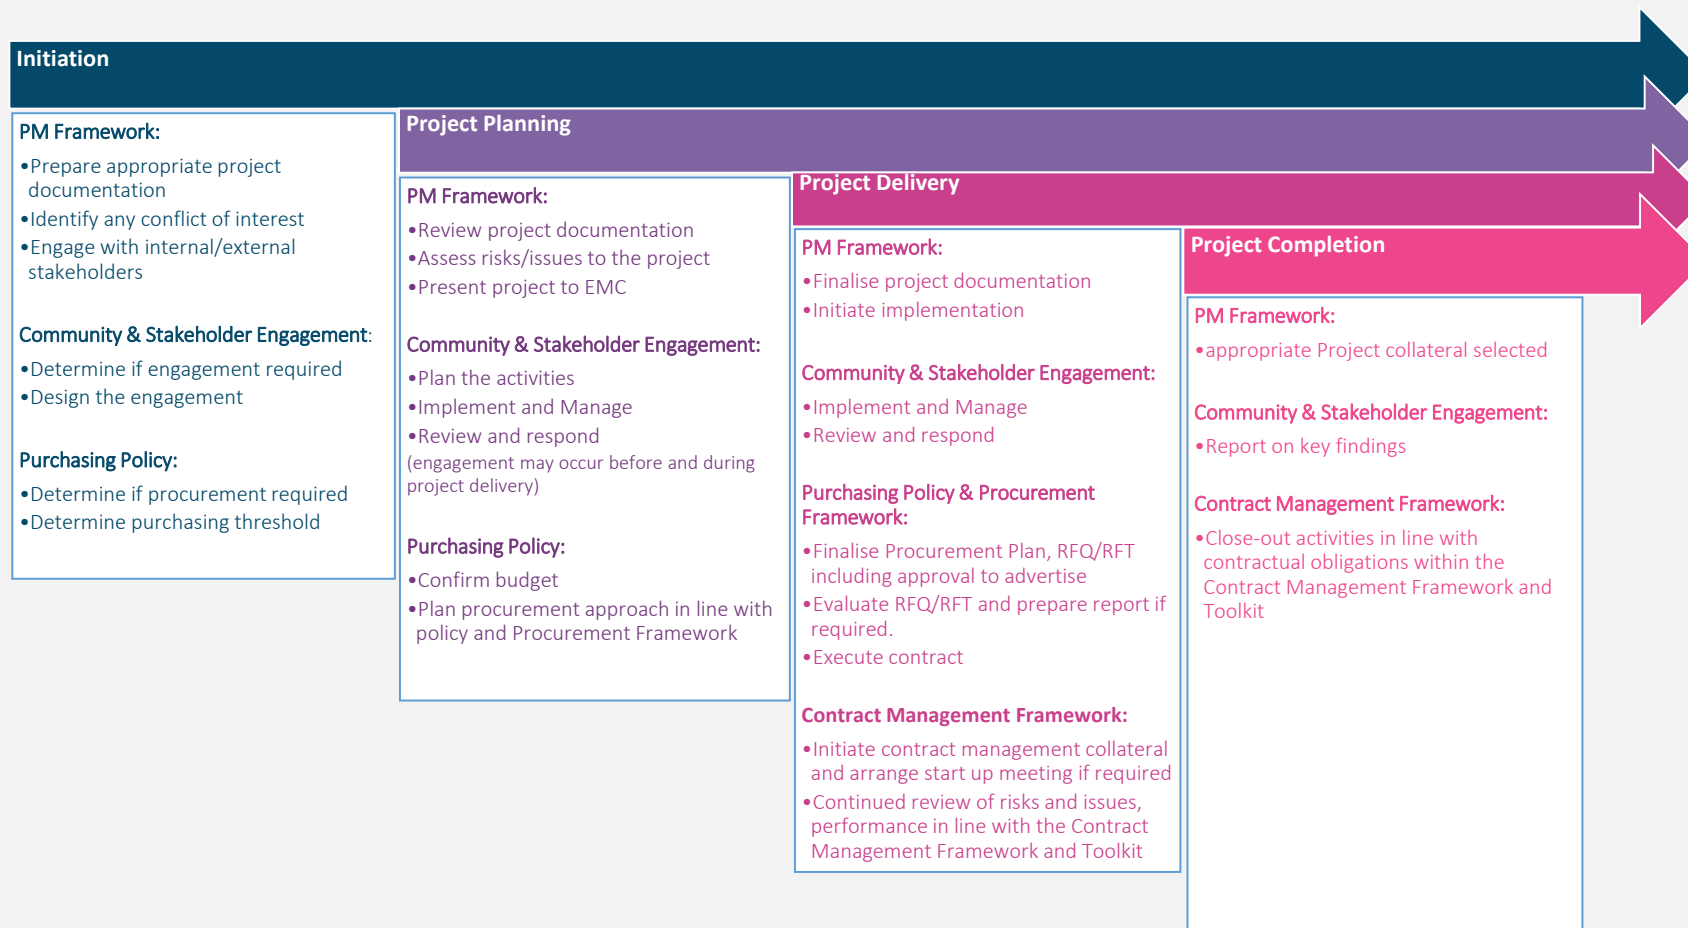 Initiation
PM Framework:
•Prepare appropriate project
documentation
•Identify any conflict of interest
•Engage with internal/external
stakeholders
Community & Stakeholder Engagement:
•Determine if engagement required
•Design the engagement
Purchasing Policy:
•Determine if procurement required
•Determine purchasing threshold
Project Planning
PM Framework:
•Review project documentation
•Assess risks/issues to the project
•Present project to EMC
Community & Stakeholder Engagement:
•Plan the activities
•Implement and Manage
•Review and respond
(engagement may occur before and during
project delivery)
Purchasing Policy:
•Confirm budget
•Plan procurement approach in line with
policy and Procurement Framework
Project Delivery
PM Framework:
•Finalise project documentation
•Initiate implementation
Community & Stakeholder Engagement:
•Implement and Manage
•Review and respond
Purchasing Policy & Procurement
Framework:
•Finalise Procurement Plan, RFQ/RFT
including approval to advertise
•Evaluate RFQ/RFT and prepare report if
required.
•Execute contract
Contract Management Framework:
•Initiate contract management collateral
and arrange start up meeting if required
•Continued review of risks and issues,
performance in line with the Contract
Management Framework and Toolkit
Project Completion
PM Framework:
•appropriate Project collateral selected
Community & Stakeholder Engagement:
•Report on key findings
Contract Management Framework:
•Close-out activities in line with
contractual obligations within the
Contract Management Framework and
Toolkit